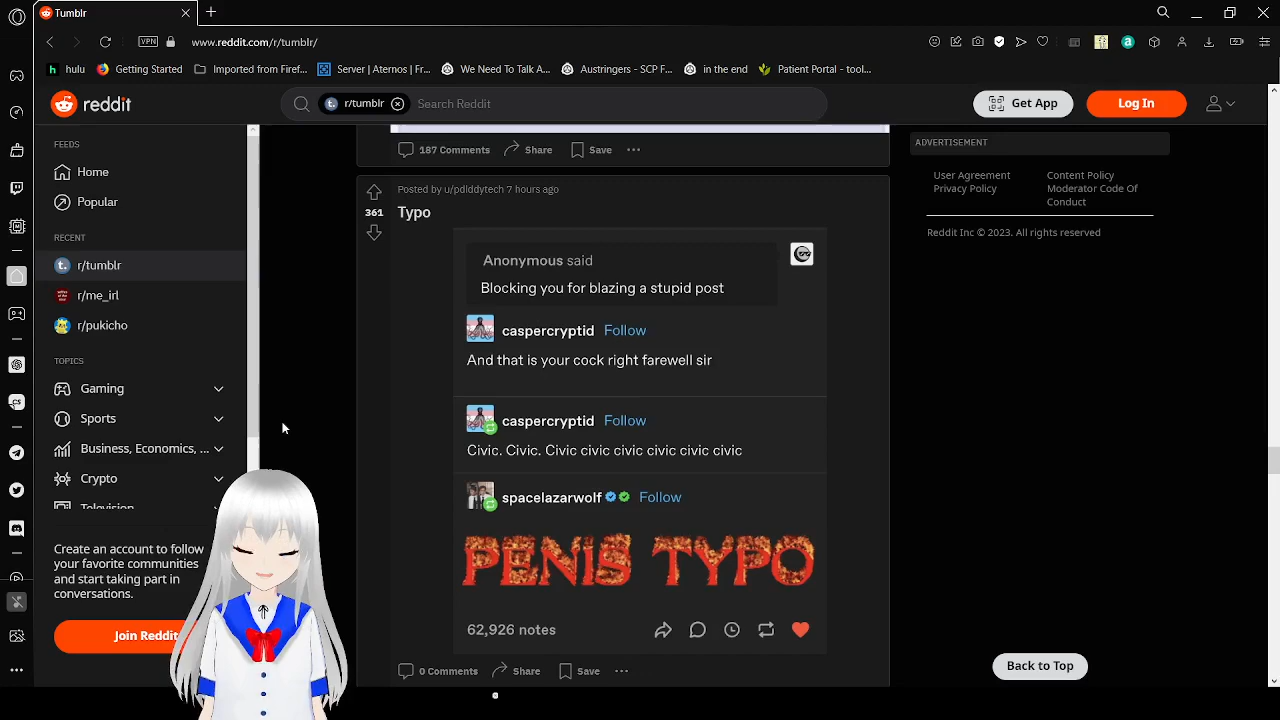 Tumblr
VPN
www.reddit.com/r/tumblr/
hulu
Getting Started
Imported from Firef...
Server | Aternos | Fr...
We Need To Talk A...
Austringers - SCP F...
in the end
Patient Portal - tool...
reddit
r/tumblr
Search Reddit
Get App
Log In
FEEDS
Home
Popular
RECENT
r/tumblr
r/me_irl
r/pukicho
TOPICS
Gaming
Sports
Business, Economics, ...
Crypto
Television
Create an account to follow
your favorite communities
and start taking part in
conversations.
Join Reddit
187 Comments
Share
Save
Posted by u/pdlddytech 7 hours ago
361
Typo
Anonymous said
Blocking you for blazing a stupid post
caspercryptid Follow
And that is your cock right farewell sir
caspercryptid Follow
Civic. Civic. Civic civic civic civic civic civic
spacelazarwolf Follow
PENIS TYPO
62,926 notes
0 Comments
Share
Save
ADVERTISEMENT
User Agreement
Privacy Policy
Content Policy
Moderator Code Of
Conduct
Reddit Inc © 2023. All rights reserved
Back to Top